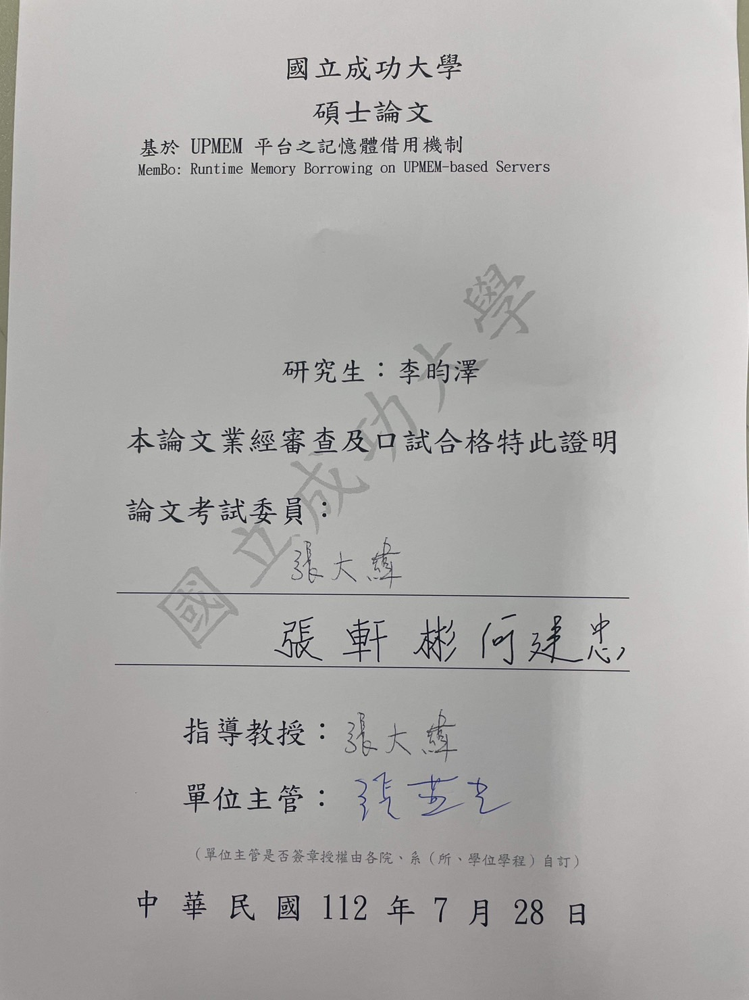 國立成功大學
碩士論文
基於 UPMEM 平台之記憶體借用機制
MemBo: Runtime Memory Borrowing on UPMEM-based Servers
研究生：李昀澤
本論文業經審查及口試合格特此證明
論文考試委員：
張大緯
張軒彬 何建忠
指導教授：張大緯
單位主管：張燕光
（單位主管是否簽章授權由各院、系（所、學位學程）自訂）
中華民國 112 年 7 月 28 日
國立成功大學